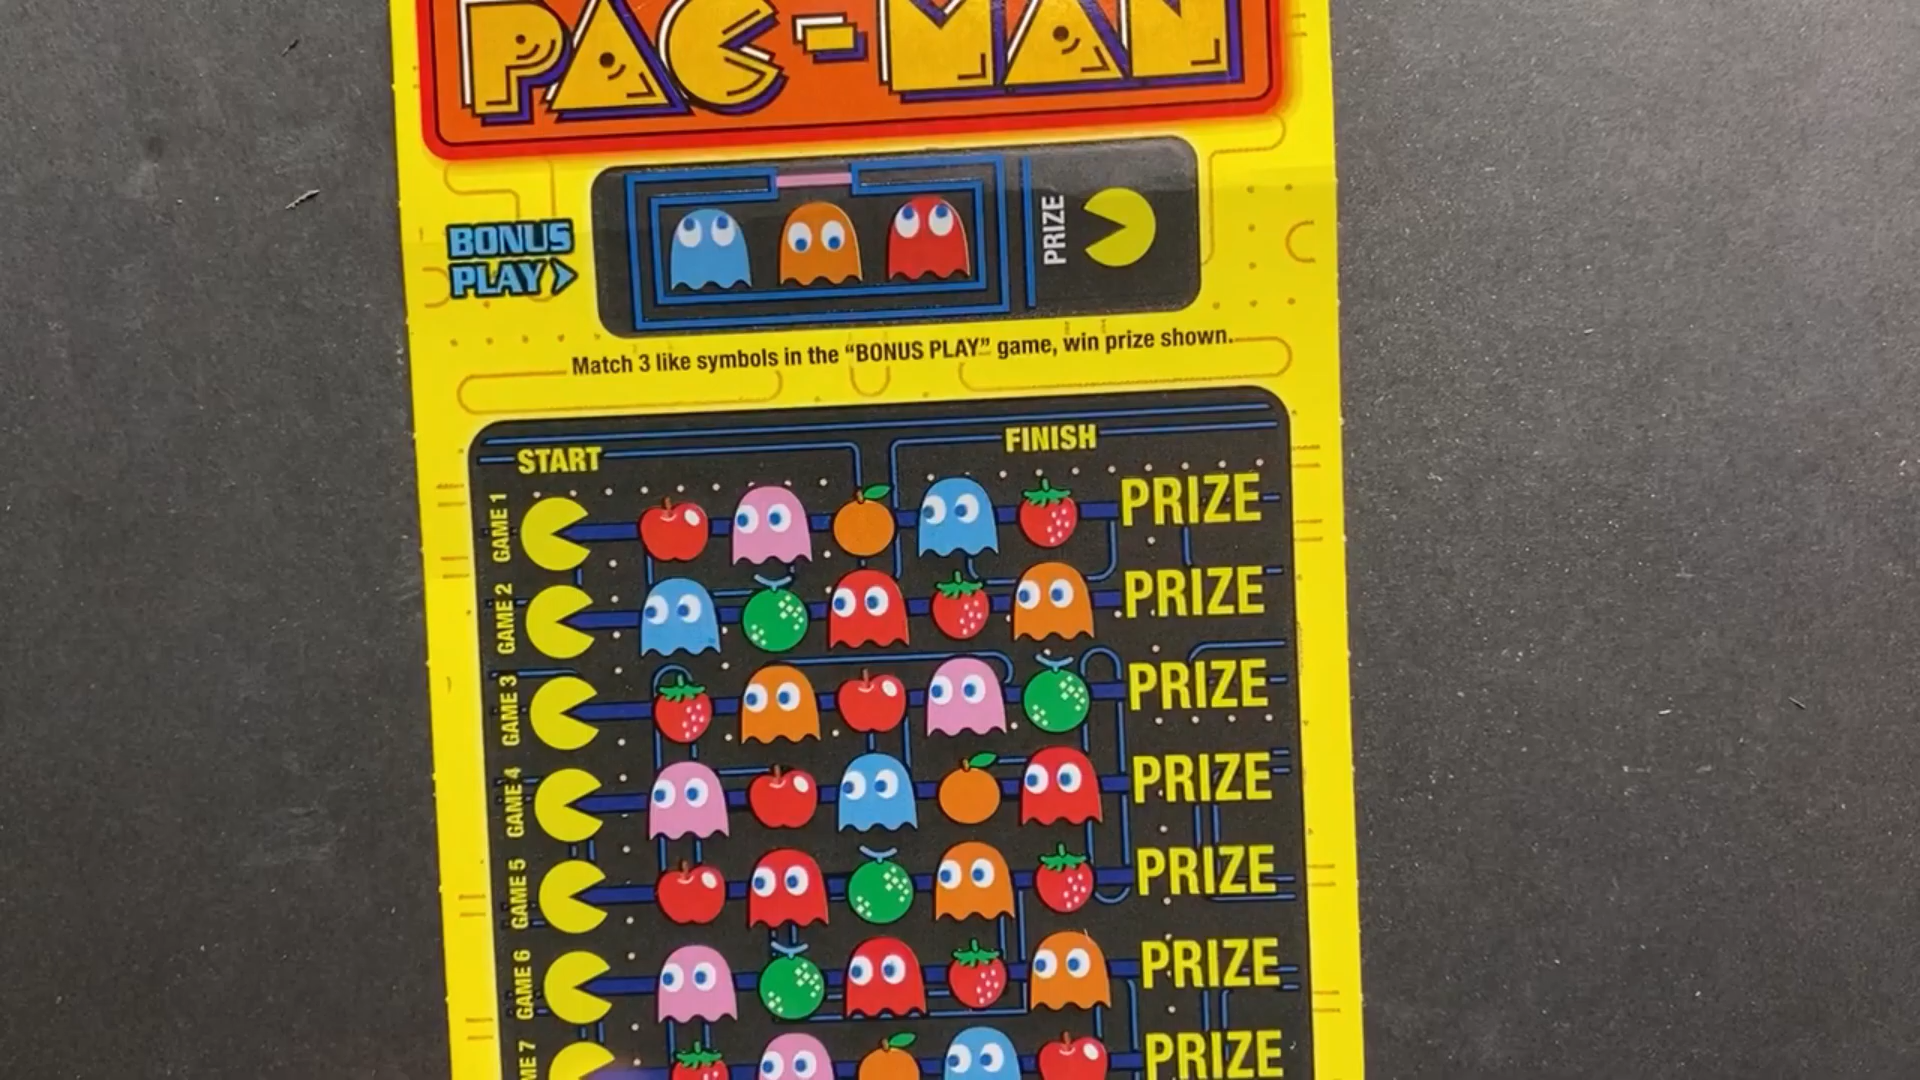 PAC-MAN
BONUS
PLAY
PRIZE
Match 3 like symbols in the “BONUS PLAY” game, win prize shown.
START
FINISH
GAME 1
PRIZE
GAME 2
PRIZE
GAME 3
PRIZE
GAME 4
PRIZE
GAME 5
PRIZE
GAME 6
PRIZE
ME 7
PRIZE